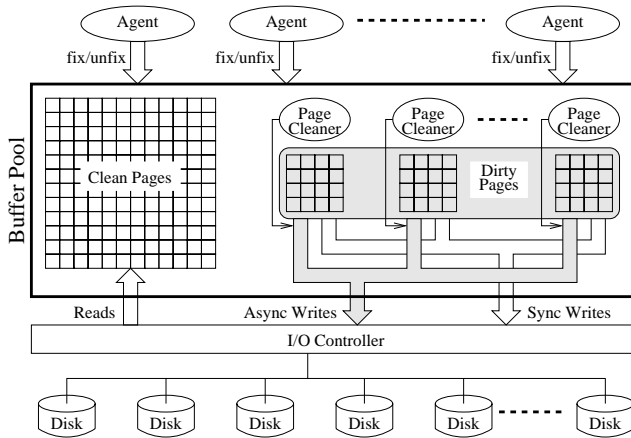 Agent
Agent
Agent
fix/unfix
fix/unfix
fix/unfix
Buffer Pool
Clean Pages
Page
Cleaner
Page
Cleaner
Page
Cleaner
Dirty
Pages
Reads
Async Writes
Sync Writes
I/O Controller
Disk
Disk
Disk
Disk
Disk
Disk